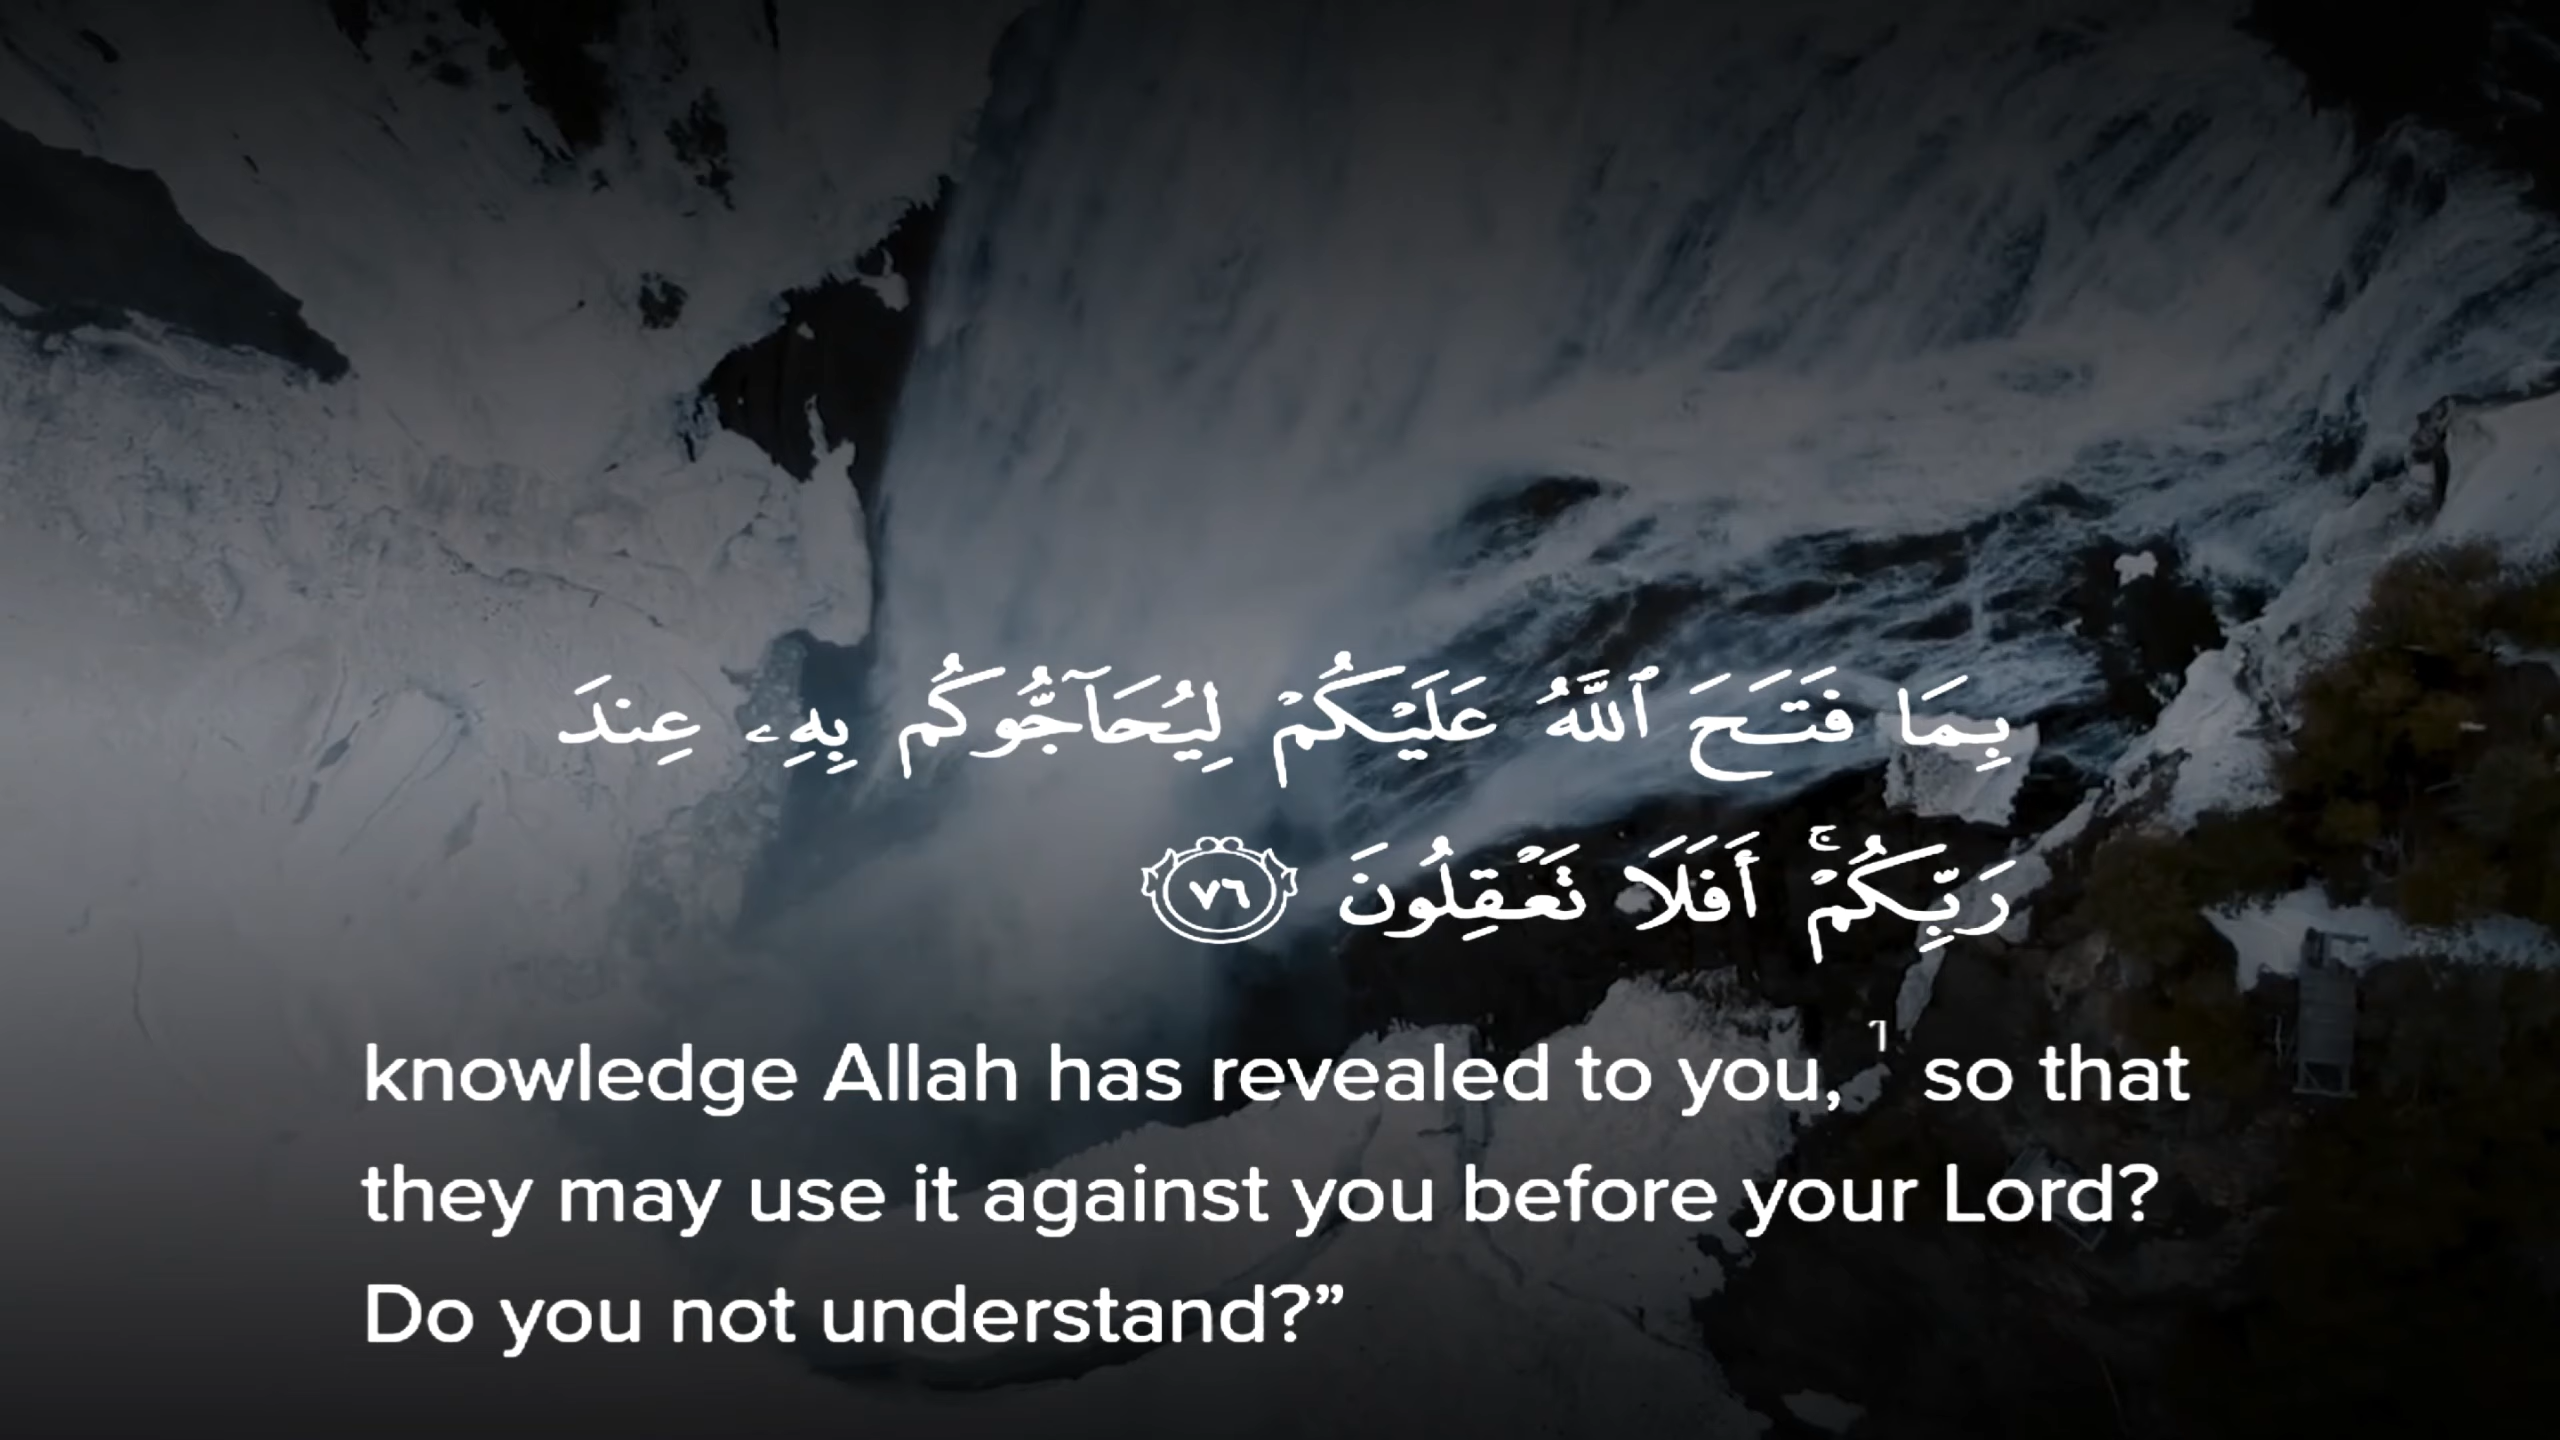 بِمَا فَتَحَ ٱللَّهُ عَلَيْكُمْ لِيُحَآجُّوكُم بِهِۦ عِندَ
رَبِّكُمْ ۚ أَفَلَا تَعْقِلُونَ ٧٦
knowledge Allah has revealed to you,¹ so that
they may use it against you before your Lord?
Do you not understand?”